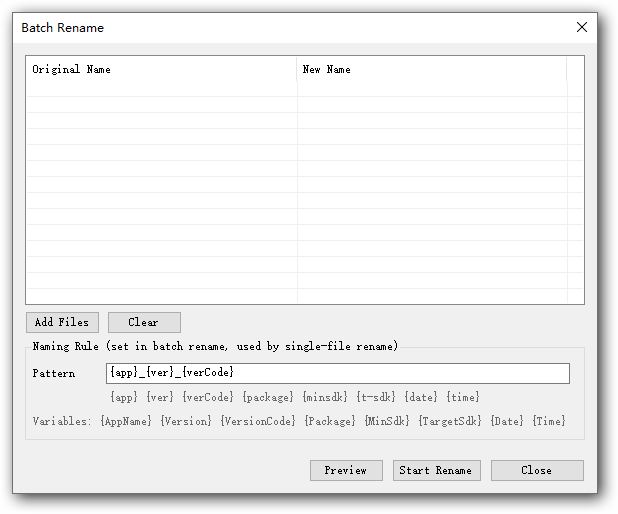 Batch Rename
Original Name New Name
Add Files Clear
Naming Rule (set in batch rename, used by single-file rename)
Pattern {app}_{ver}_{verCode}
{app} {ver} {verCode} {package} {minsdk} {t-sdk} {date} {time}
Variables: {AppName} {Version} {VersionCode} {Package} {MinSdk} {TargetSdk} {Date} {Time}
Preview Start Rename Close